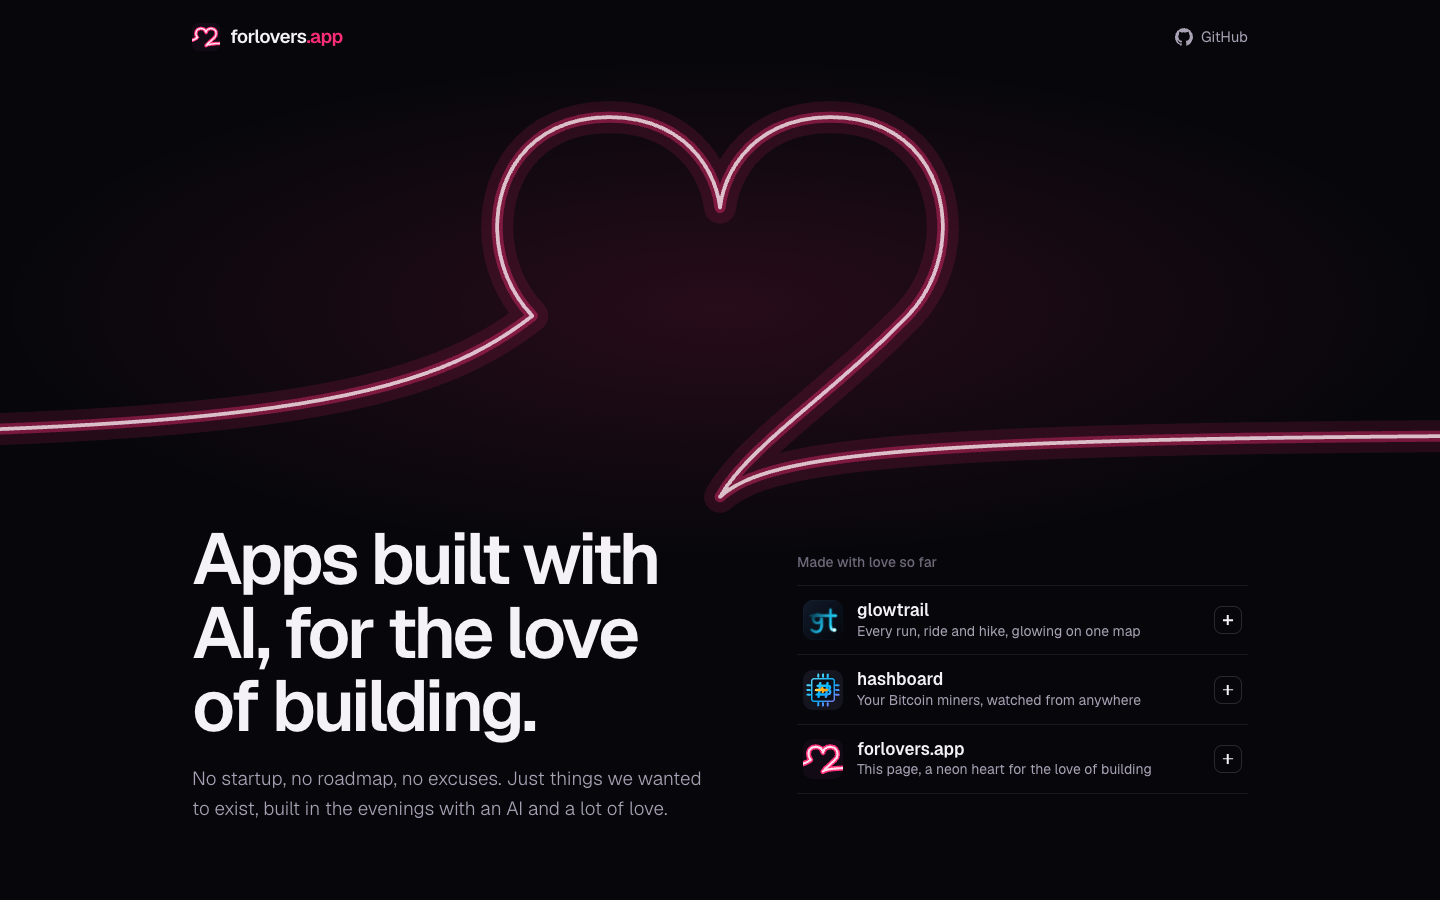 forlovers.app
GitHub
Apps built with
AI, for the love
of building.
No startup, no roadmap, no excuses. Just things we wanted
to exist, built in the evenings with an AI and a lot of love.
Made with love so far
gt
glowtrail
Every run, ride and hike, glowing on one map
+
hashboard
Your Bitcoin miners, watched from anywhere
+
forlovers.app
This page, a neon heart for the love of building
+